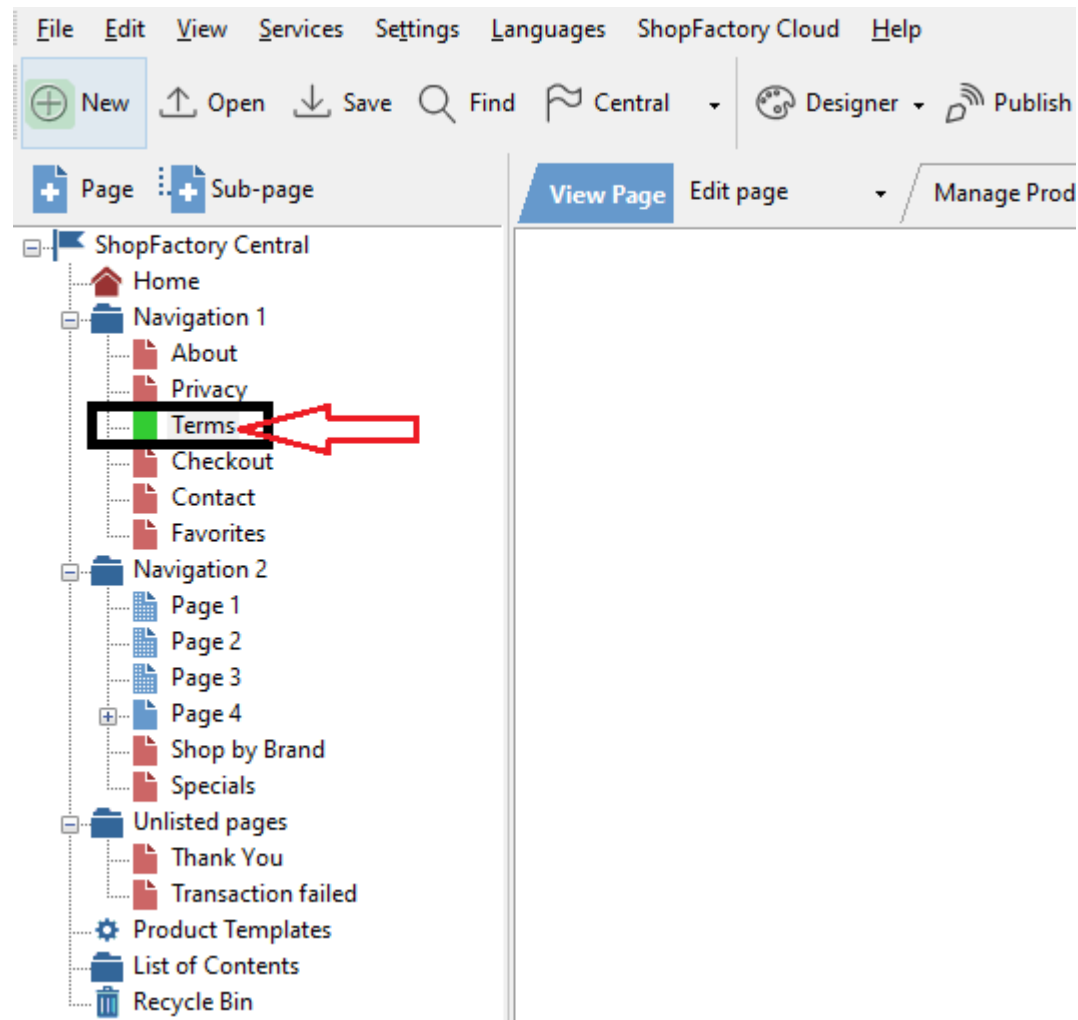 File Edit View Services Settings Languages ShopFactory Cloud Help
New Open Save Find Central Designer Publish
Page Sub-page View Page Edit page Manage Prod
ShopFactory Central
Home
Navigation 1
About
Privacy
Terms
Checkout
Contact
Favorites
Navigation 2
Page 1
Page 2
Page 3
Page 4
Shop by Brand
Specials
Unlisted pages
Thank You
Transaction failed
Product Templates
List of Contents
Recycle Bin